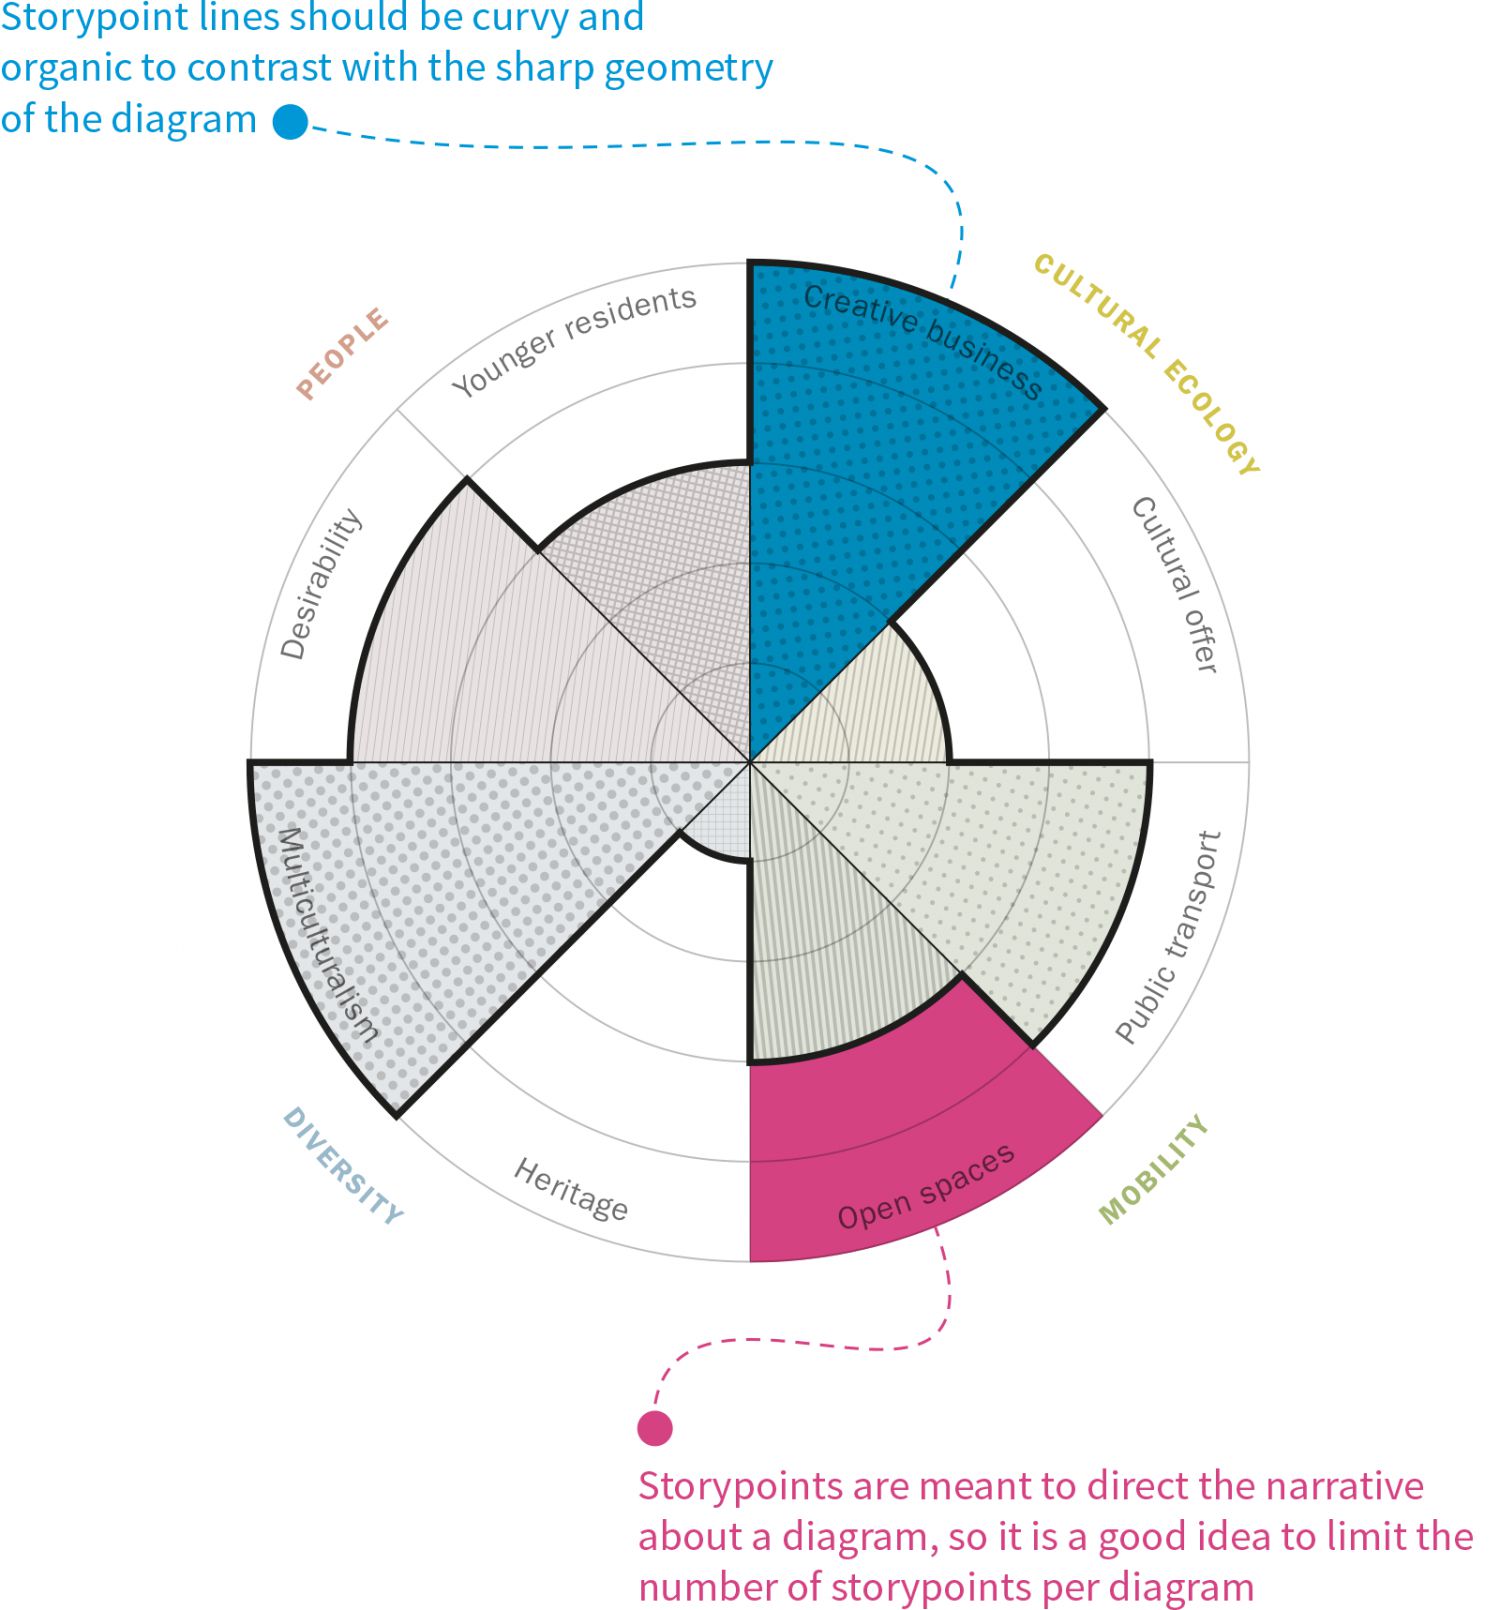 Storypoint lines should be curvy and
organic to contrast with the sharp geometry
of the diagram
CULTURAL ECOLOGY
PEOPLE
Younger residents
Creative business
Desirability
Cultural offer
Multiculturalism
Public transport
DIVERSITY
Heritage
Open spaces
MOBILITY
Storypoints are meant to direct the narrative
about a diagram, so it is a good idea to limit the
number of storypoints per diagram